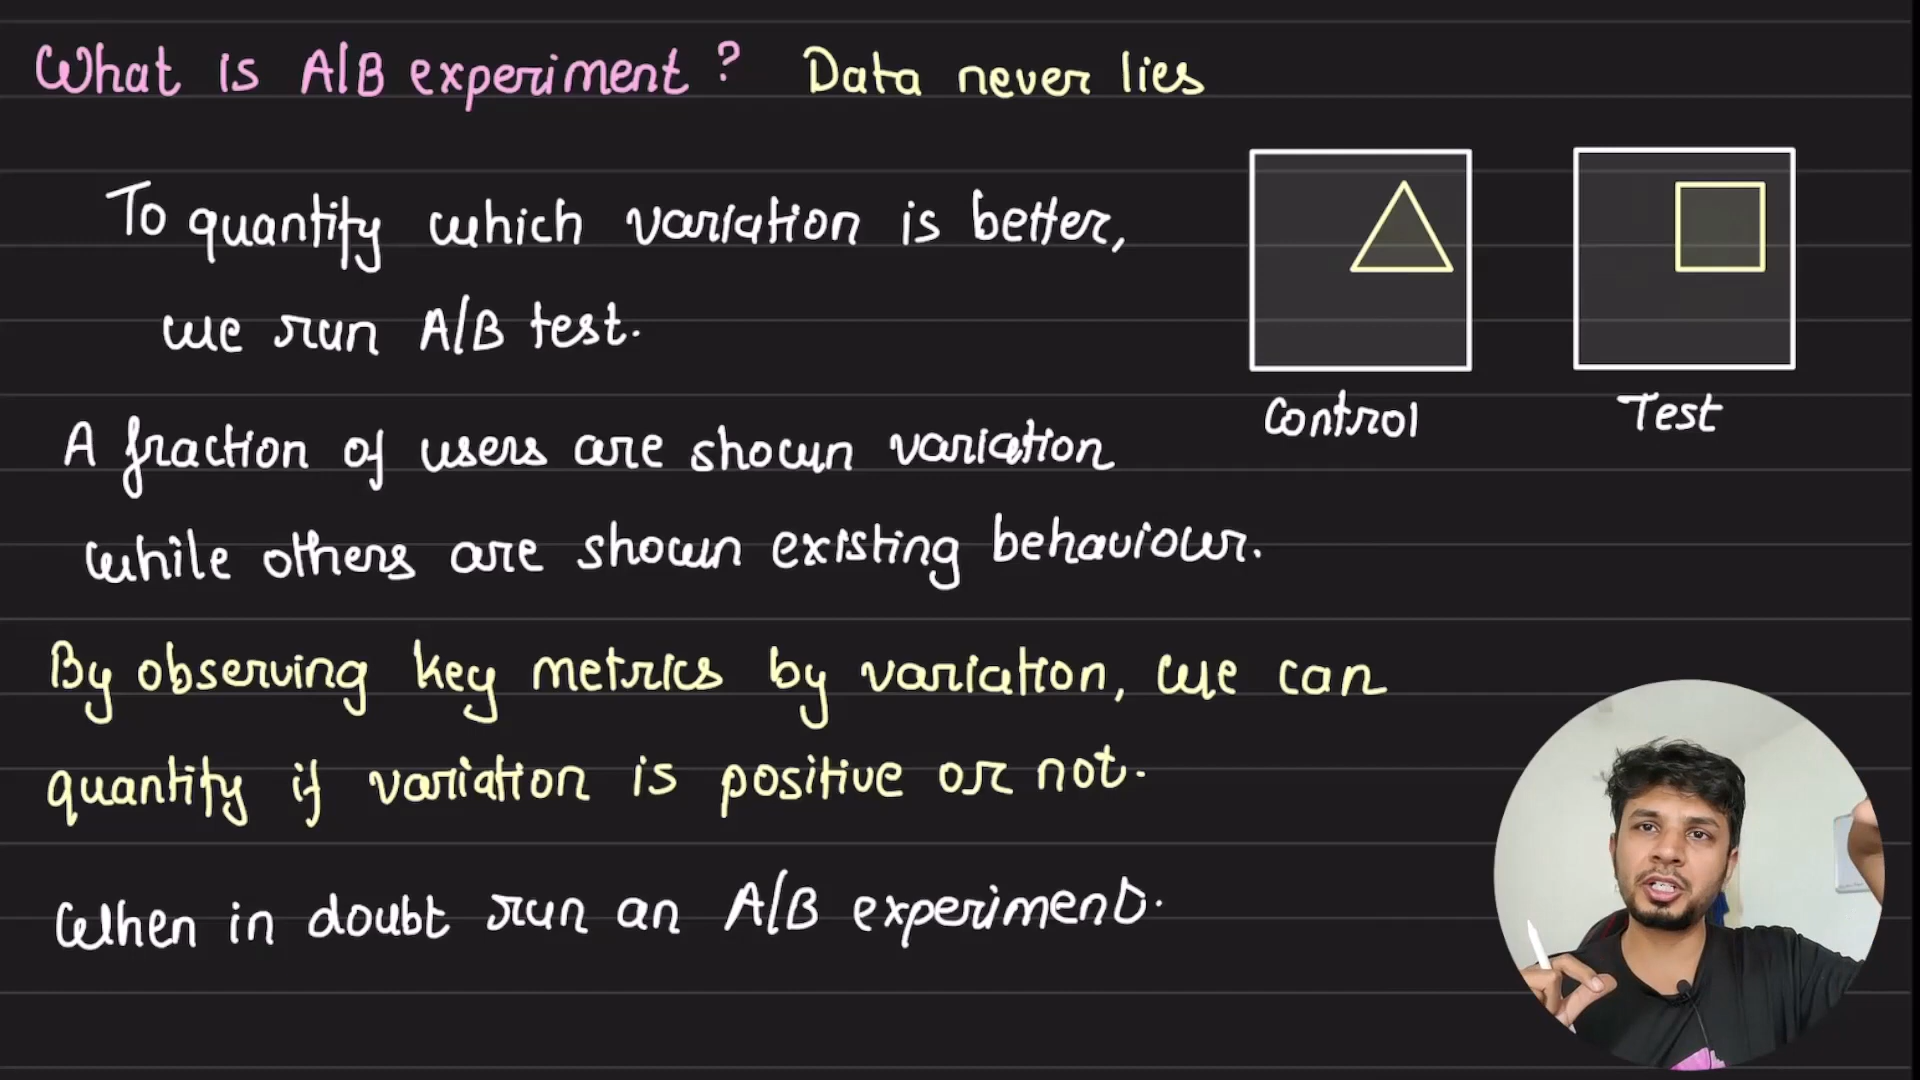 What is A/B experiment? Data never lies
To quantify which variation is better,
we run A/B test.
Control
Test
A fraction of users are shown variation
while others are shown existing behaviour.
By observing key metrics by variation, we can
quantify if variation is positive or not.
When in doubt run an A/B experiment.